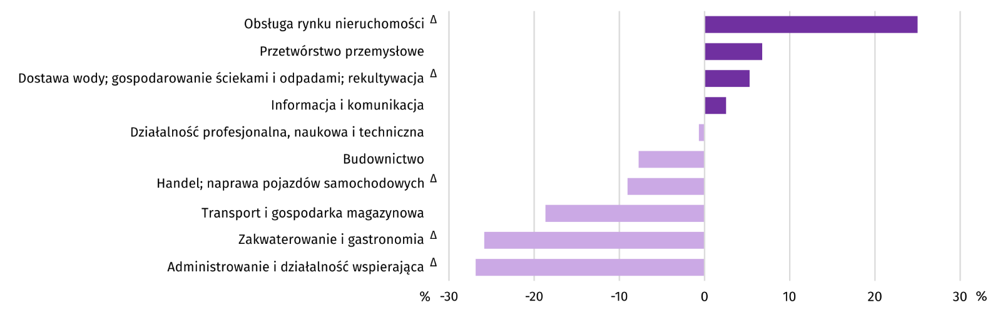 Obsługa rynku nieruchomości Δ
Przetwórstwo przemysłowe
Dostawa wody; gospodarowanie ściekami i odpadami; rekultywacja Δ
Informacja i komunikacja
Działalność profesjonalna, naukowa i techniczna
Budownictwo
Handel; naprawa pojazdów samochodowych Δ
Transport i gospodarka magazynowa
Zakwaterowanie i gastronomia Δ
Administrowanie i działalność wspierająca Δ
% -30 -20 -10 0 10 20 30 %